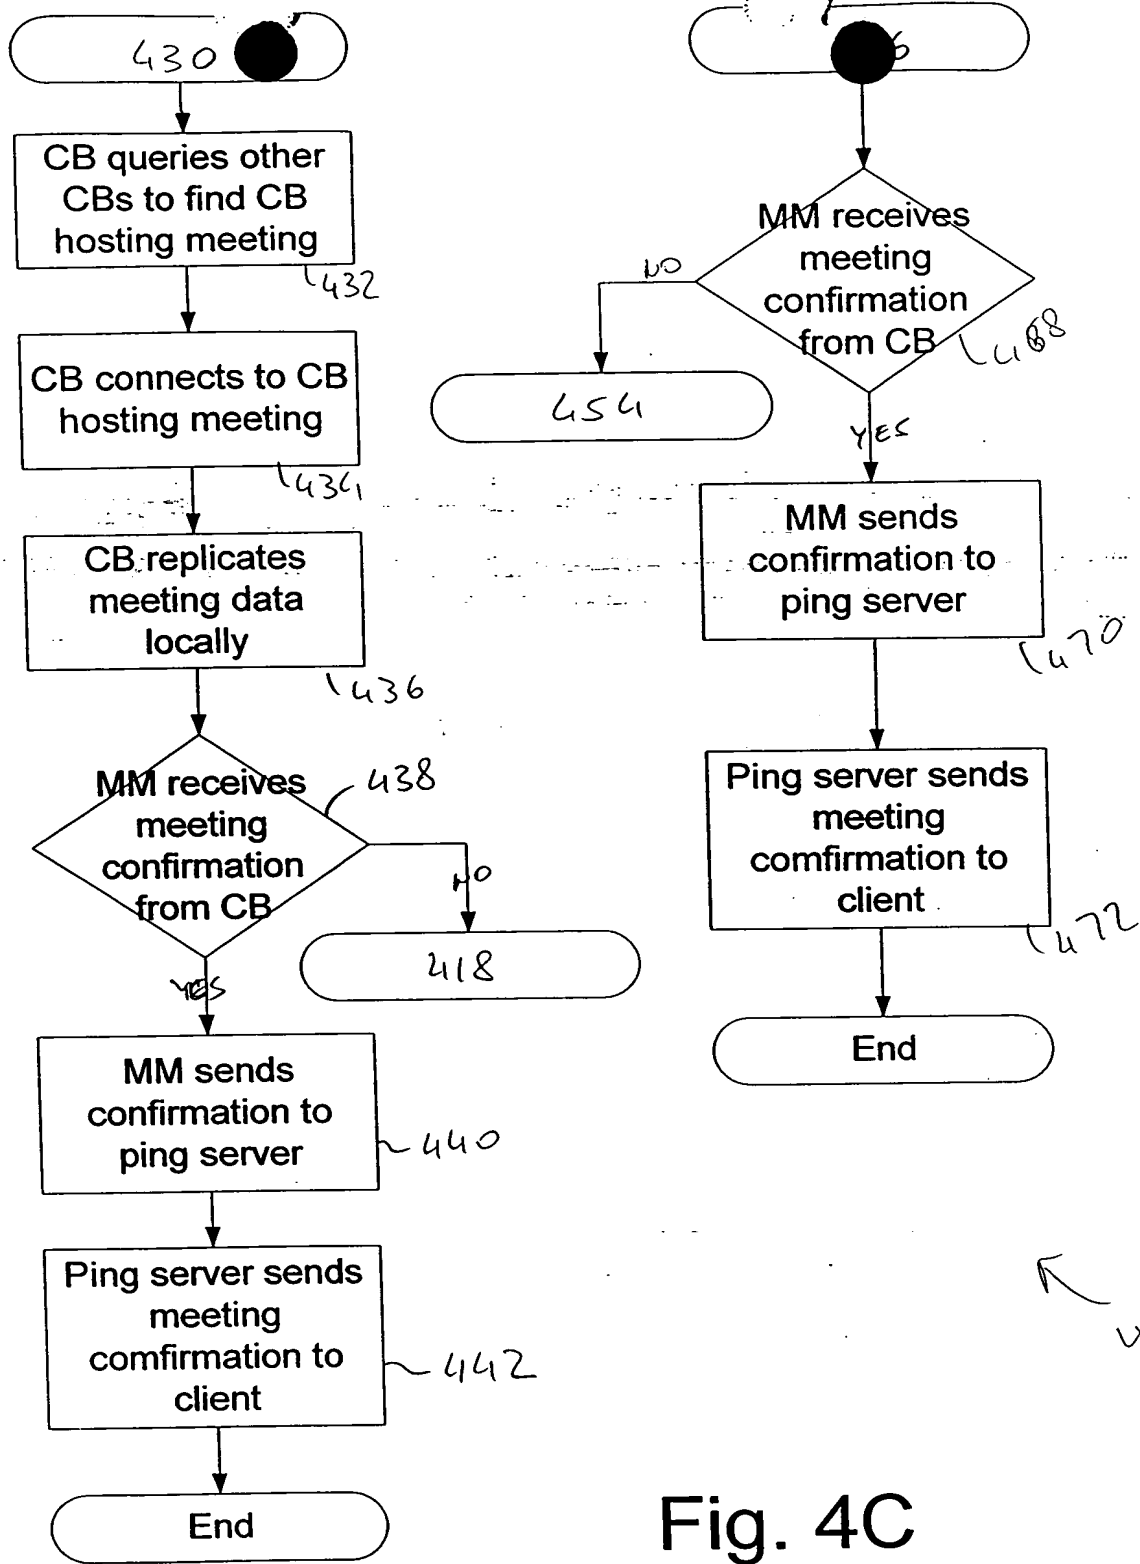 430
CB queries other
CBs to find CB
hosting meeting
432
CB connects to CB
hosting meeting
434
CB replicates
meeting data
locally
436
MM receives
meeting
confirmation
from CB
438
NO
418
YES
MM sends
confirmation to
ping server
440
Ping server sends
meeting
comfirmation to
client
442
End
6
MM receives
meeting
confirmation
from CB
NO
454
YES
MM sends
confirmation to
ping server
470
Ping server sends
meeting
comfirmation to
client
472
End
Fig. 4C